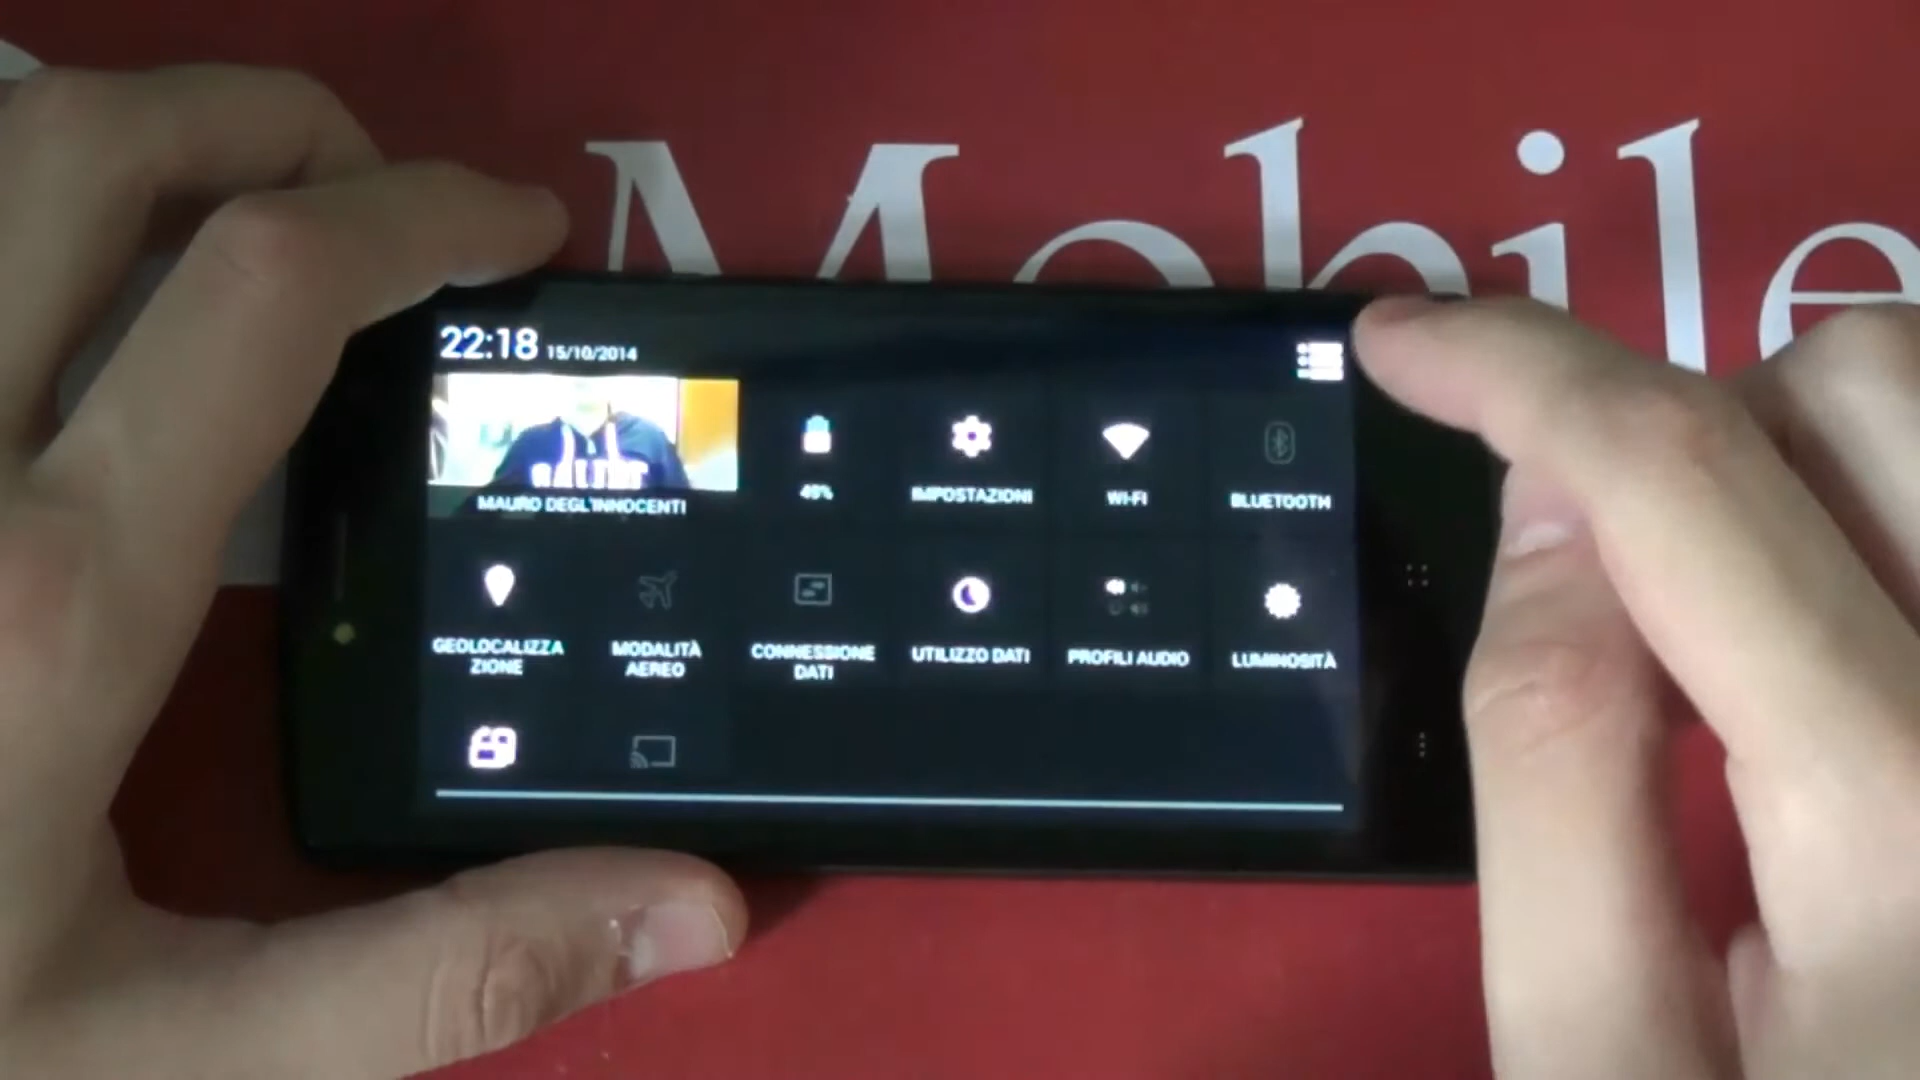 Mobile
22:18 15/10/2014
MAURO DEGL'INNOCENTI
IMPOSTAZIONI
WI-FI
BLUETOOTH
GEOLOCALIZZA
ZIONE
MODALITÀ
AEREO
CONNESSIONE
DATI
UTILIZZO DATI
PROFILI AUDIO
LUMINOSITÀ